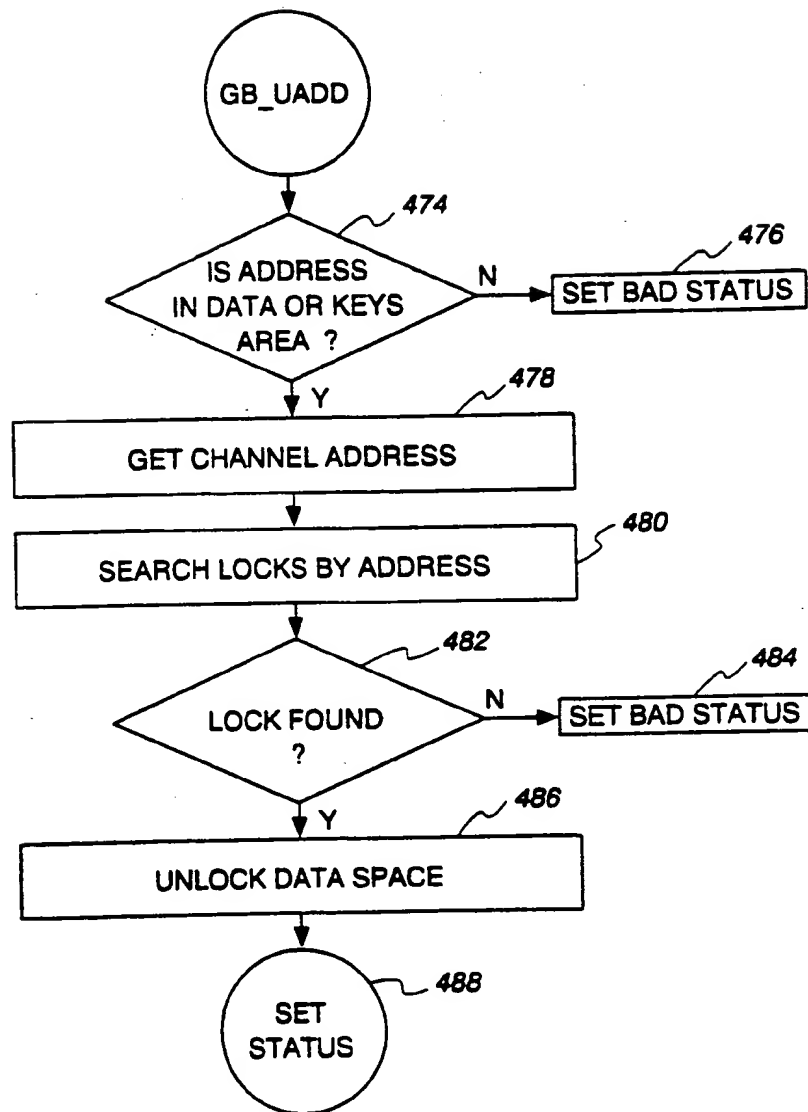 GB_UADD
474
IS ADDRESS
IN DATA OR KEYS
AREA ?
N
476
SET BAD STATUS
Y
478
GET CHANNEL ADDRESS
480
SEARCH LOCKS BY ADDRESS
482
LOCK FOUND
?
N
484
SET BAD STATUS
Y
486
UNLOCK DATA SPACE
488
SET
STATUS